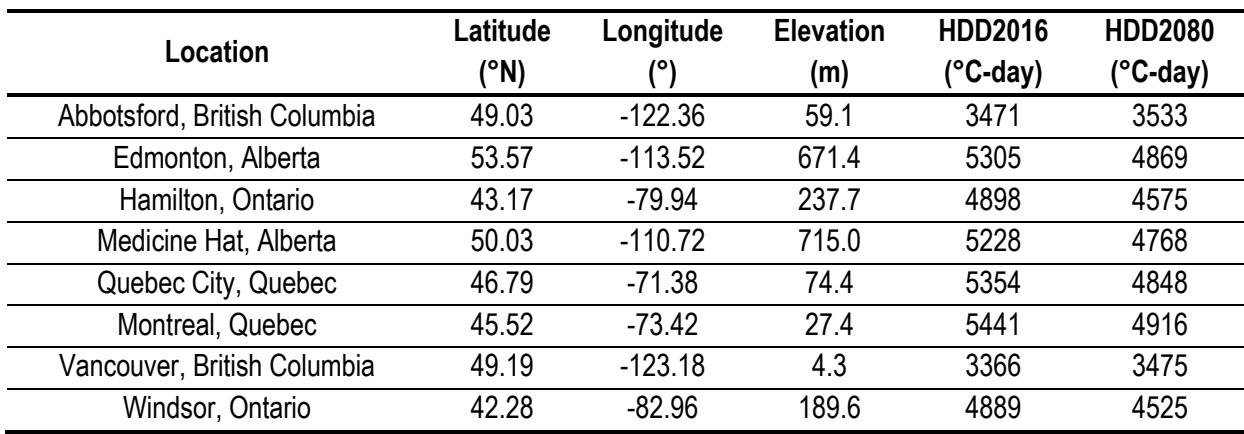 Location Latitude (°N) Longitude (°) Elevation (m) HDD2016 (°C-day) HDD2080 (°C-day)
Abbotsford, British Columbia 49.03 -122.36 59.1 3471 3533
Edmonton, Alberta 53.57 -113.52 671.4 5305 4869
Hamilton, Ontario 43.17 -79.94 237.7 4898 4575
Medicine Hat, Alberta 50.03 -110.72 715.0 5228 4768
Quebec City, Quebec 46.79 -71.38 74.4 5354 4848
Montreal, Quebec 45.52 -73.42 27.4 5441 4916
Vancouver, British Columbia 49.19 -123.18 4.3 3366 3475
Windsor, Ontario 42.28 -82.96 189.6 4889 4525